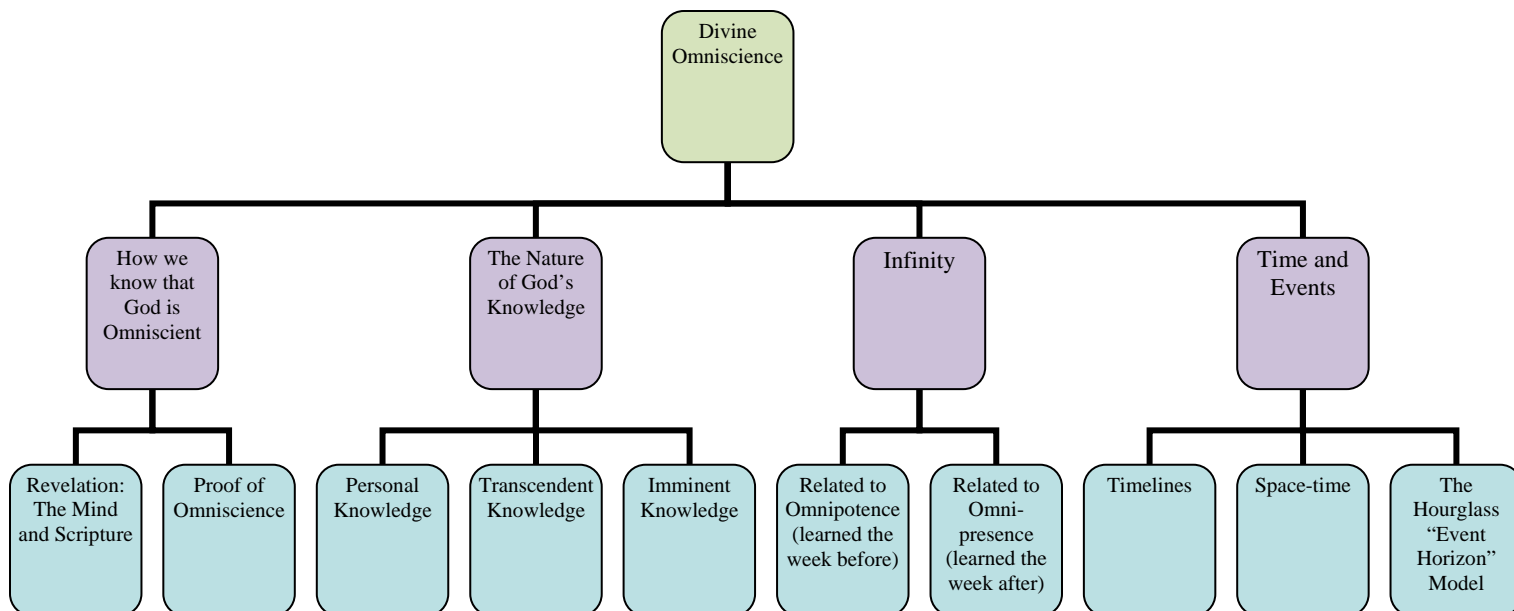 Divine
Omniscience
How we
know that
God is
Omniscient
The Nature
of God’s
Knowledge
Infinity
Time and
Events
Revelation:
The Mind
and Scripture
Proof of
Omniscience
Personal
Knowledge
Transcendent
Knowledge
Imminent
Knowledge
Related to
Omnipotence
(learned the
week before)
Related to
Omni-
presence
(learned the
week after)
Timelines
Space-time
The
Hourglass
“Event
Horizon”
Model